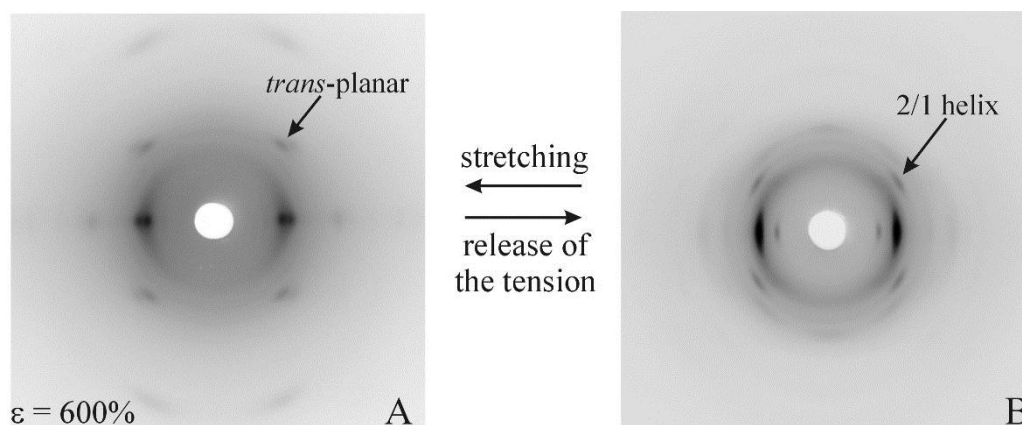 trans-planar
ε = 600%
A
stretching
release of
the tension
2/1 helix
B